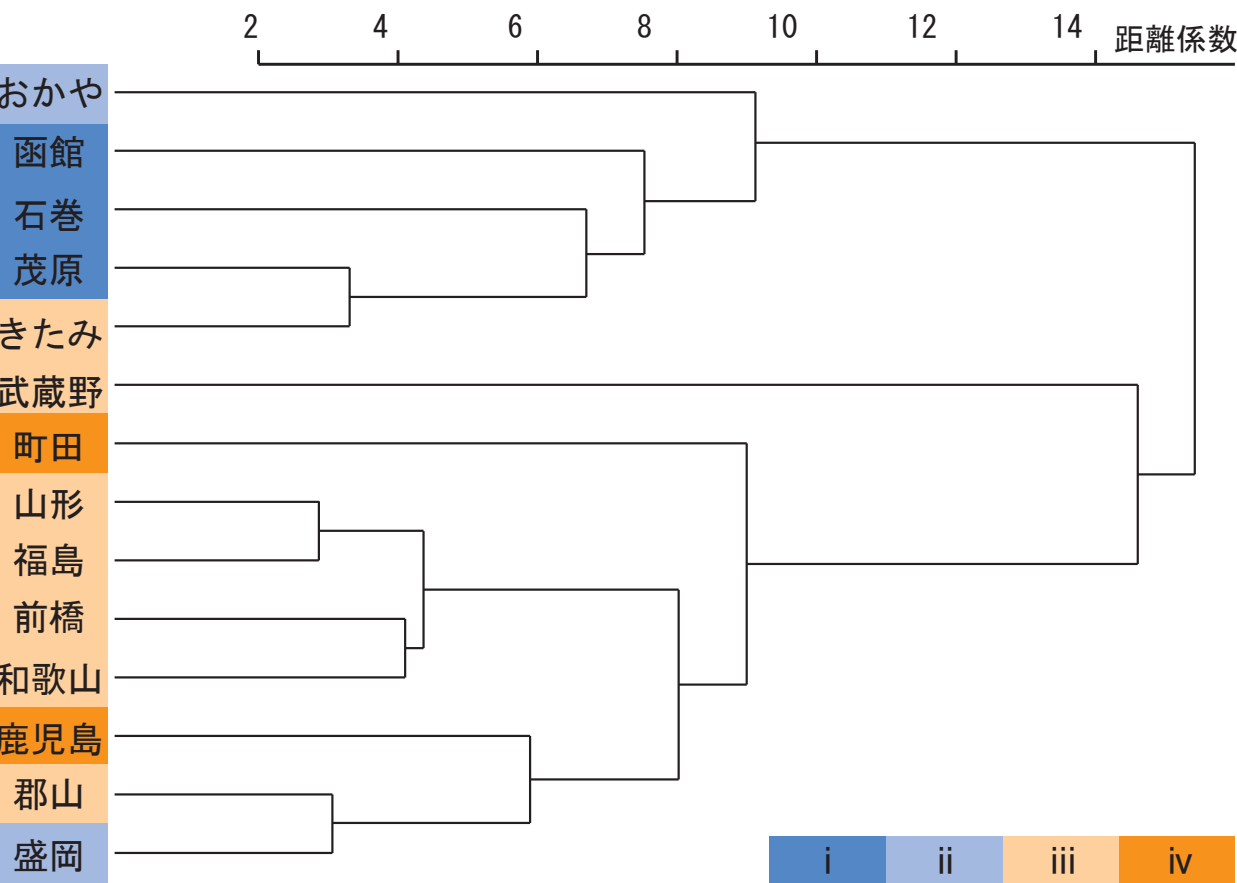 2 4 6 8 10 12 14 距離係数
おかや
函館
石巻
茂原
きたみ
武蔵野
町田
山形
福島
前橋
和歌山
鹿児島
郡山
盛岡
i ii iii iv